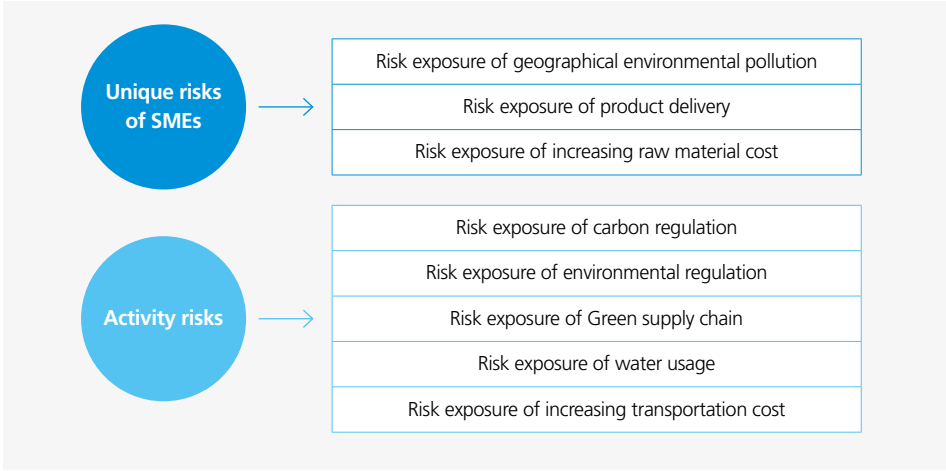 Unique risks
of SMEs
Risk exposure of geographical environmental pollution
Risk exposure of product delivery
Risk exposure of increasing raw material cost
Activity risks
Risk exposure of carbon regulation
Risk exposure of environmental regulation
Risk exposure of Green supply chain
Risk exposure of water usage
Risk exposure of increasing transportation cost